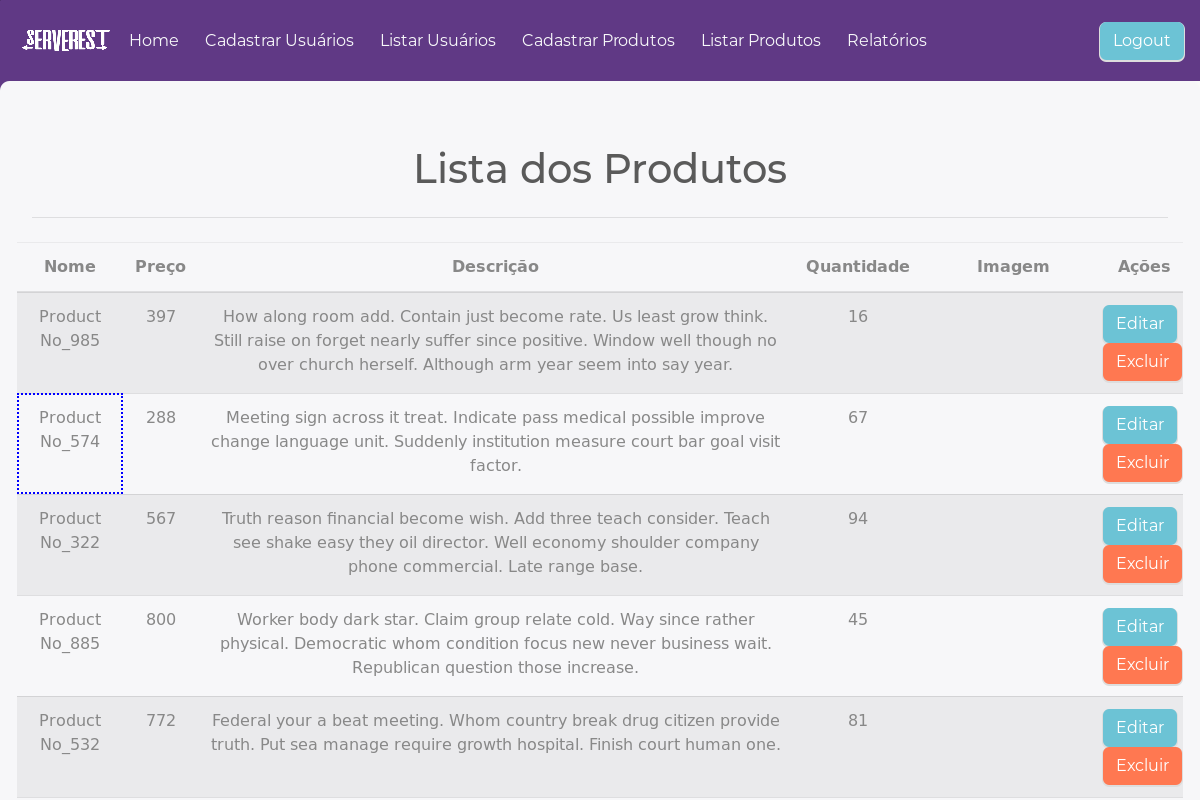 SERVEREST Home Cadastrar Usuários Listar Usuários Cadastrar Produtos Listar Produtos Relatórios Logout
Lista dos Produtos
Nome Preço Descrição Quantidade Imagem Ações
Product No_985 397 How along room add. Contain just become rate. Us least grow think. 16 Editar
Still raise on forget nearly suffer since positive. Window well though no
over church herself. Although arm year seem into say year. Excluir
Product No_574 288 Meeting sign across it treat. Indicate pass medical possible improve 67 Editar
change language unit. Suddenly institution measure court bar goal visit
factor. Excluir
Product No_322 567 Truth reason financial become wish. Add three teach consider. Teach 94 Editar
see shake easy they oil director. Well economy shoulder company
phone commercial. Late range base. Excluir
Product No_885 800 Worker body dark star. Claim group relate cold. Way since rather 45 Editar
physical. Democratic whom condition focus new never business wait.
Republican question those increase. Excluir
Product No_532 772 Federal your a beat meeting. Whom country break drug citizen provide 81 Editar
truth. Put sea manage require growth hospital. Finish court human one.
Excluir